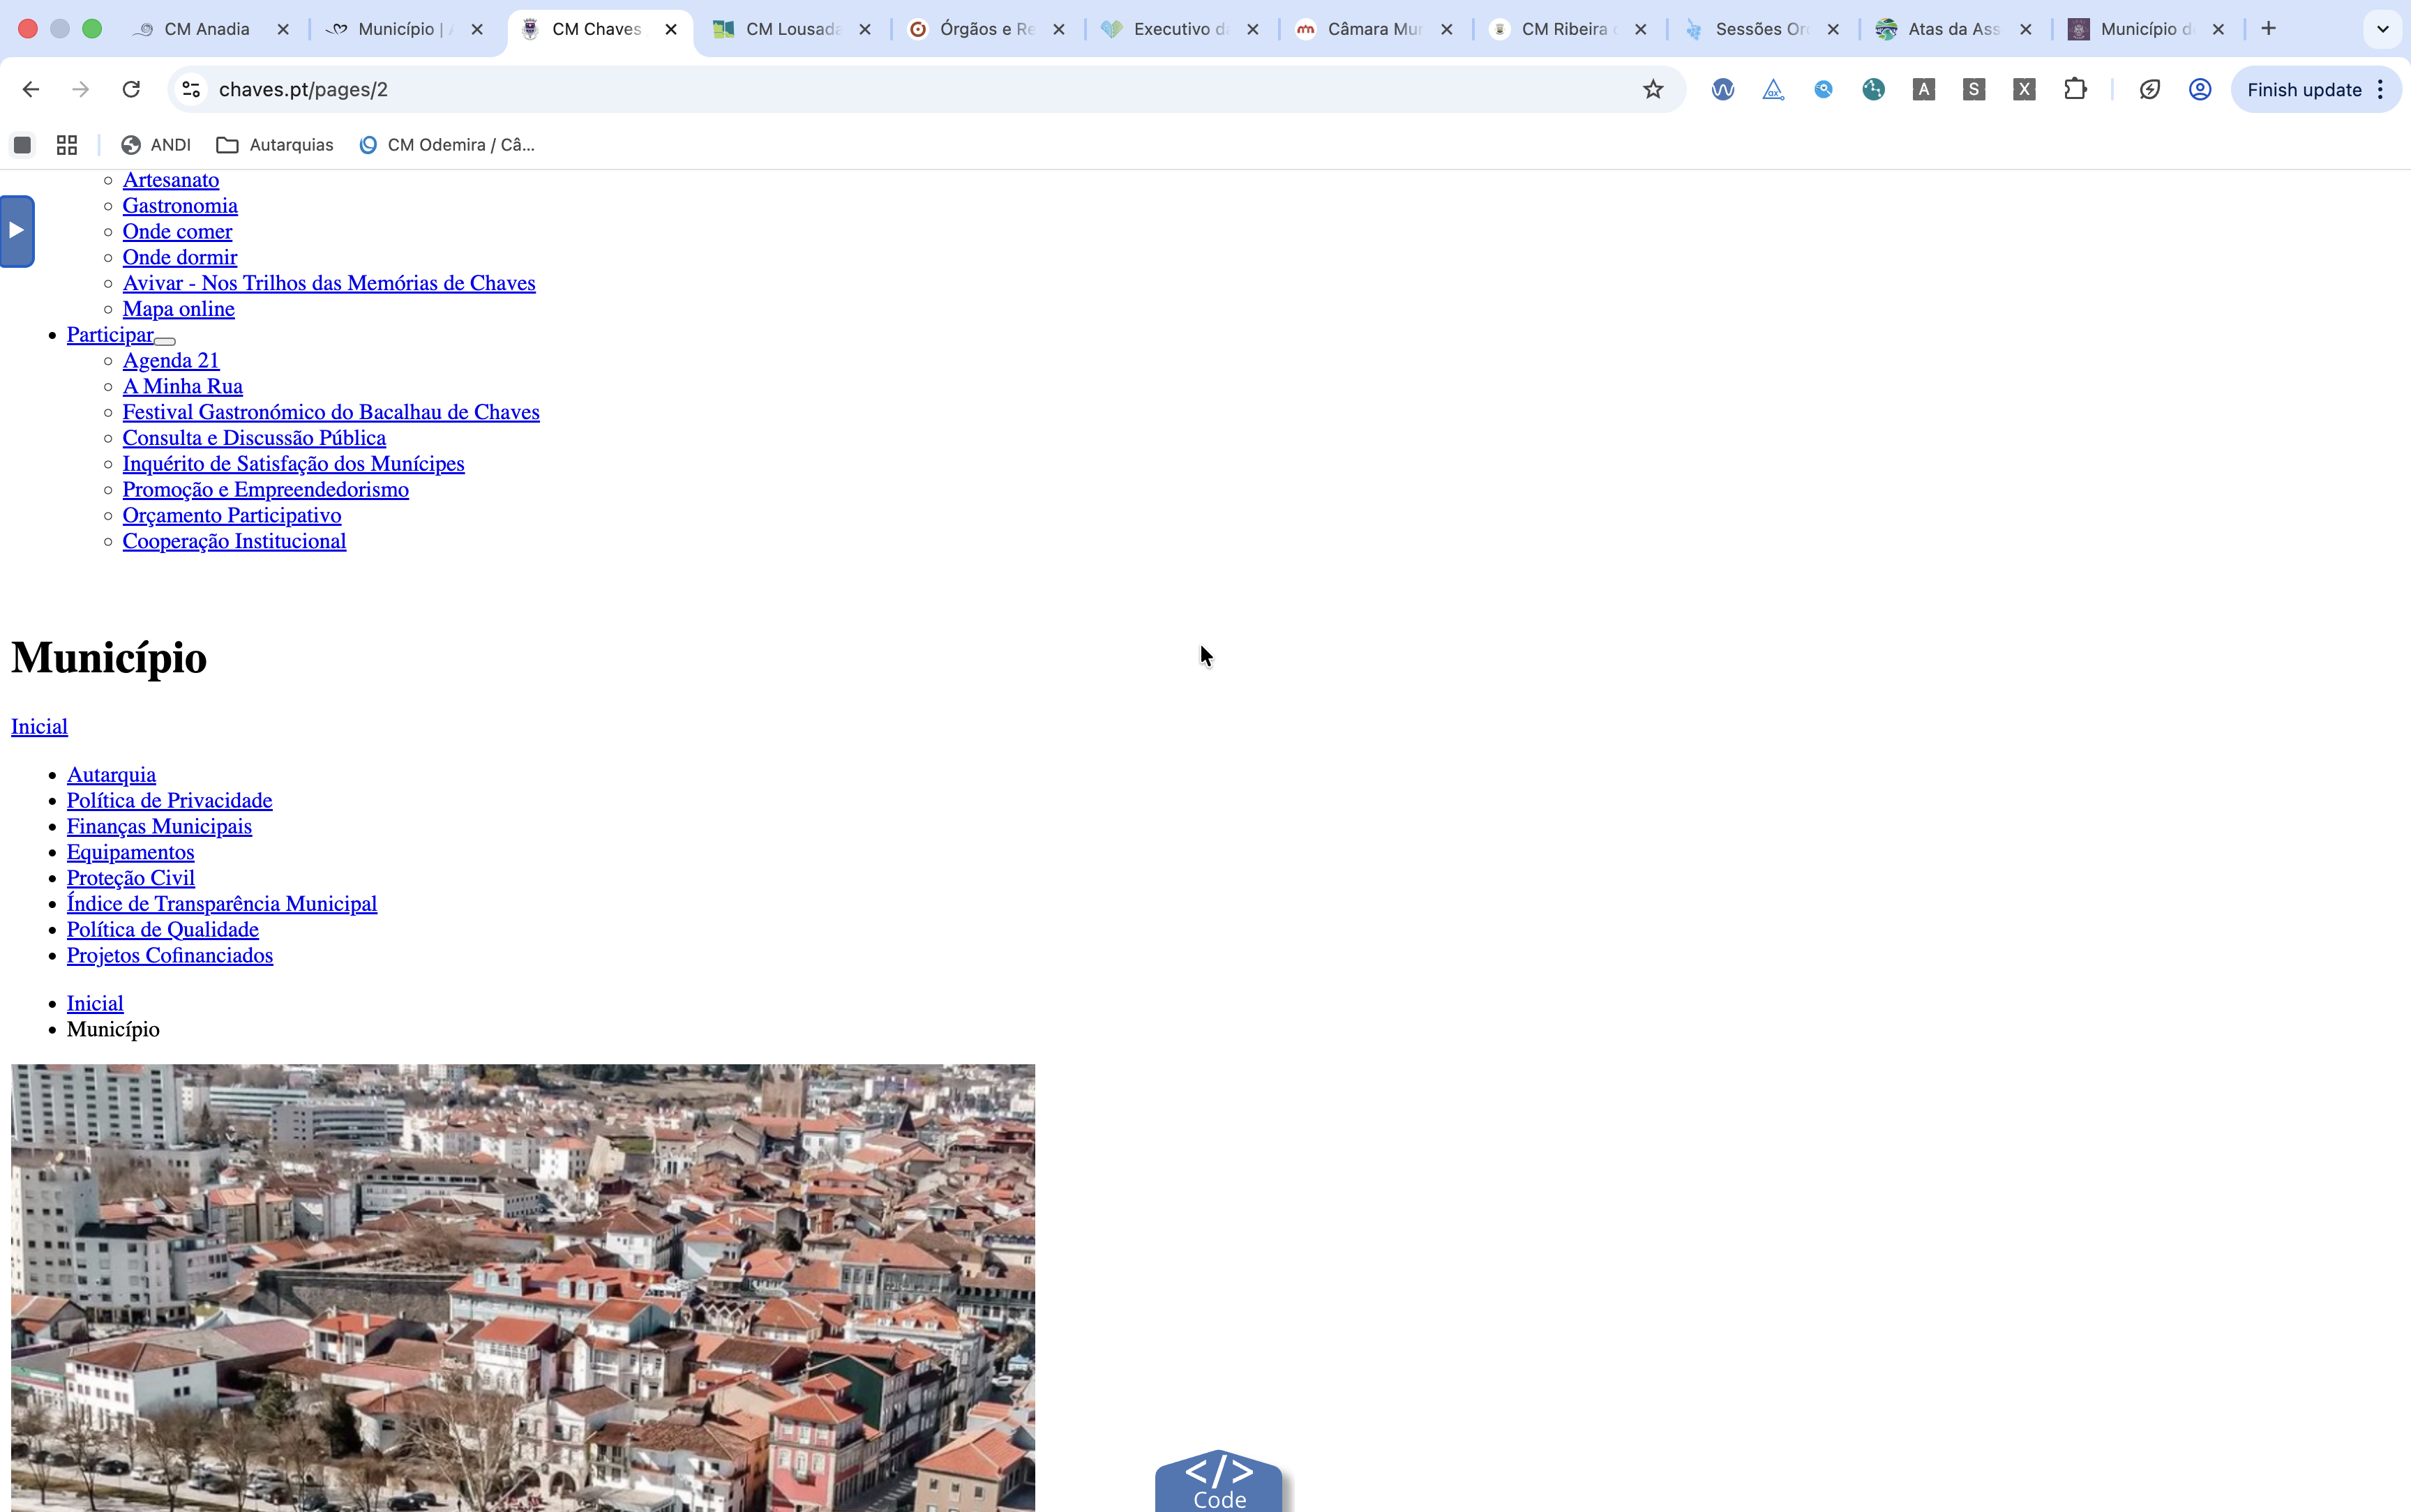 CM Anadia
Município | A
CM Chaves
CM Lousada
Órgãos e Re
Executivo da
Câmara Mun
CM Ribeira d
Sessões Ord
Atas da Ass
Município d
chaves.pt/pages/2
A
S
X
Finish update
ANDI
Autarquias
CM Odemira / Câ...
Artesanato
Gastronomia
Onde comer
Onde dormir
Avivar - Nos Trilhos das Memórias de Chaves
Mapa online
Participar
Agenda 21
A Minha Rua
Festival Gastronómico do Bacalhau de Chaves
Consulta e Discussão Pública
Inquérito de Satisfação dos Munícipes
Promoção e Empreendedorismo
Orçamento Participativo
Cooperação Institucional
Município
Inicial
Autarquia
Política de Privacidade
Finanças Municipais
Equipamentos
Proteção Civil
Índice de Transparência Municipal
Política de Qualidade
Projetos Cofinanciados
Inicial
Município
</>
Code